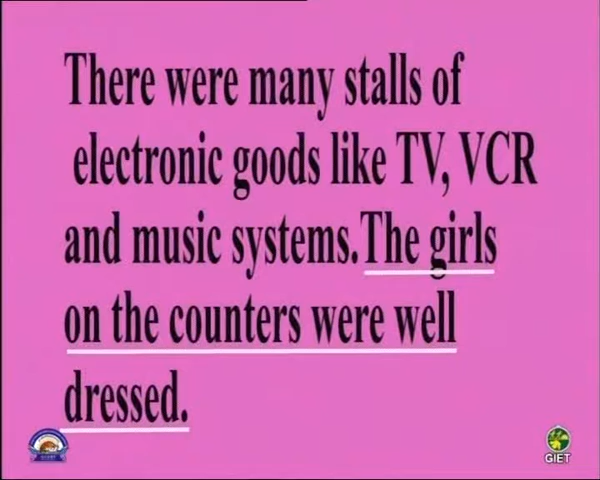 There were many stalls of
electronic goods like TV, VCR
and music systems.The girls
on the counters were well
dressed.
GIET